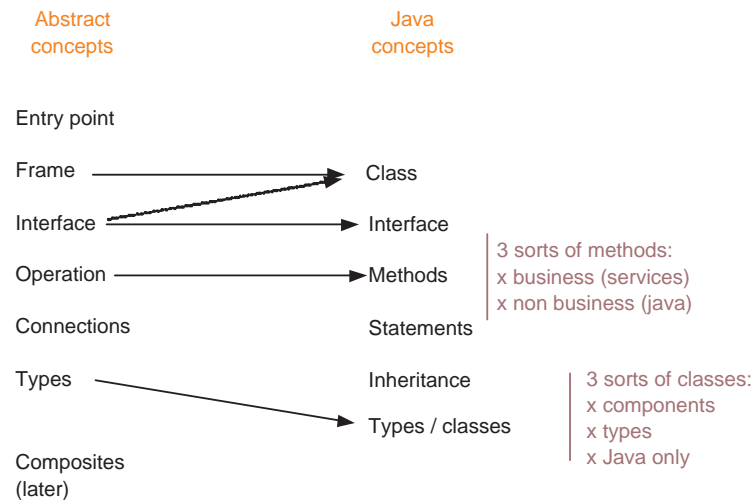 Abstract
concepts
Java
concepts
Entry point
Frame
Class
Interface
Interface
3 sorts of methods:
x business (services)
x non business (java)
Operation
Methods
Connections
Statements
Types
Inheritance
3 sorts of classes:
x components
x types
x Java only
Types / classes
Composites
(later)